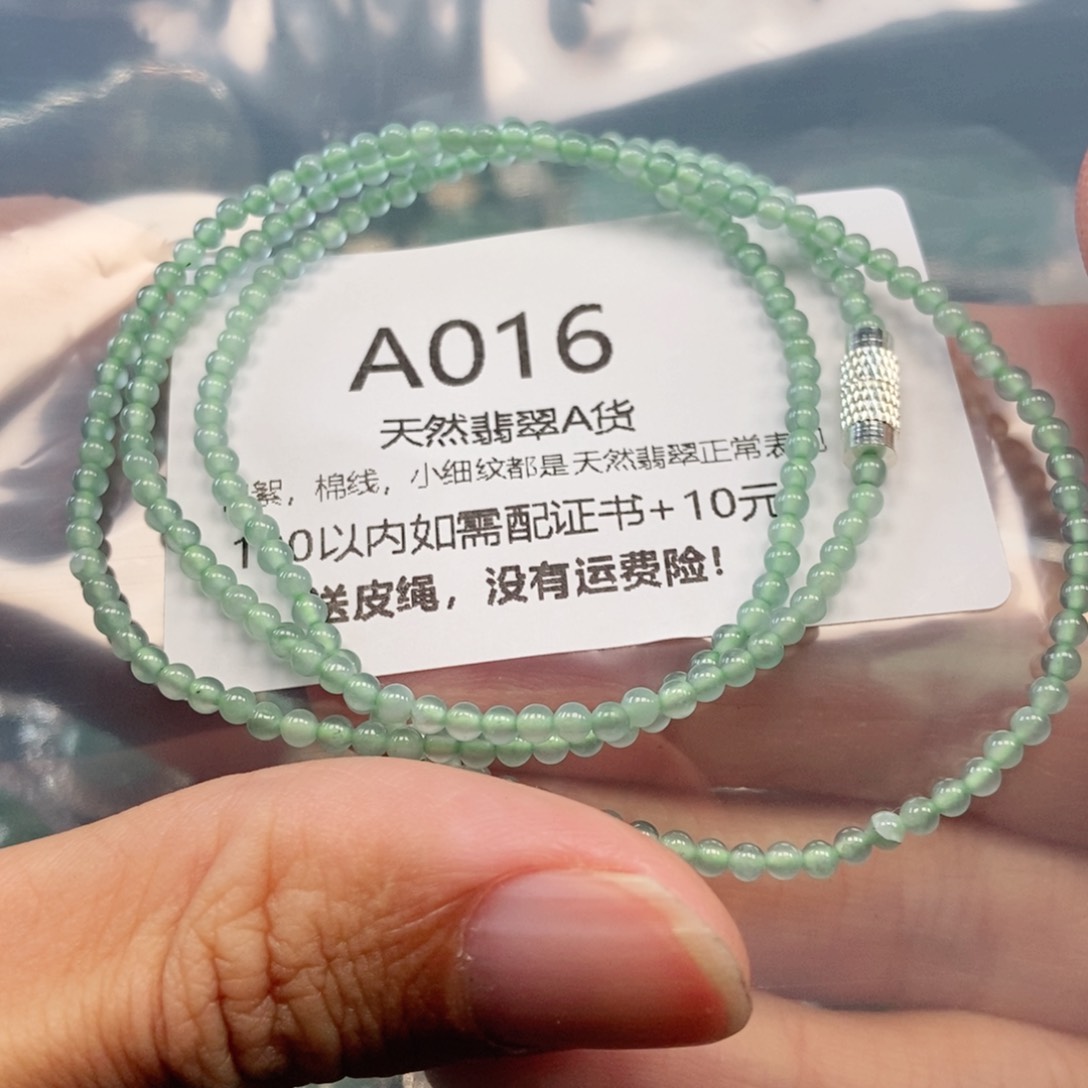 A016
天然翡翠A货
絮，棉线，小细纹都是天然翡翠正常表现
以内如需配证书+10元
送皮绳，没有运费险！